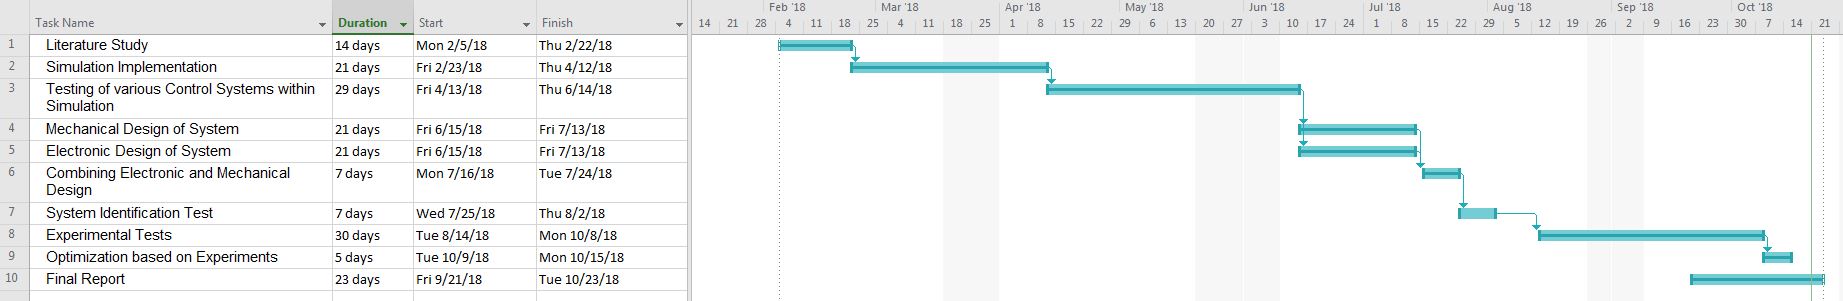 Feb '18 Mar '18 Apr '18 May '18 Jun '18 Jul '18 Aug '18 Sep '18 Oct '18
Task Name Duration Start Finish 14 21 28 4 11 18 25 4 11 18 25 1 8 15 22 29 6 13 20 27 3 10 17 24 1 8 15 22 29 5 12 19 26 2 9 16 23 30 7 14 21
1 Literature Study 14 days Mon 2/5/18 Thu 2/22/18
2 Simulation Implementation 21 days Fri 2/23/18 Thu 4/12/18
3 Testing of various Control Systems within 29 days Fri 4/13/18 Thu 6/14/18
Simulation
4 Mechanical Design of System 21 days Fri 6/15/18 Fri 7/13/18
5 Electronic Design of System 21 days Fri 6/15/18 Fri 7/13/18
6 Combining Electronic and Mechanical 7 days Mon 7/16/18 Tue 7/24/18
Design
7 System Identification Test 7 days Wed 7/25/18 Thu 8/2/18
8 Experimental Tests 30 days Tue 8/14/18 Mon 10/8/18
9 Optimization based on Experiments 5 days Tue 10/9/18 Mon 10/15/18
10 Final Report 23 days Fri 9/21/18 Tue 10/23/18